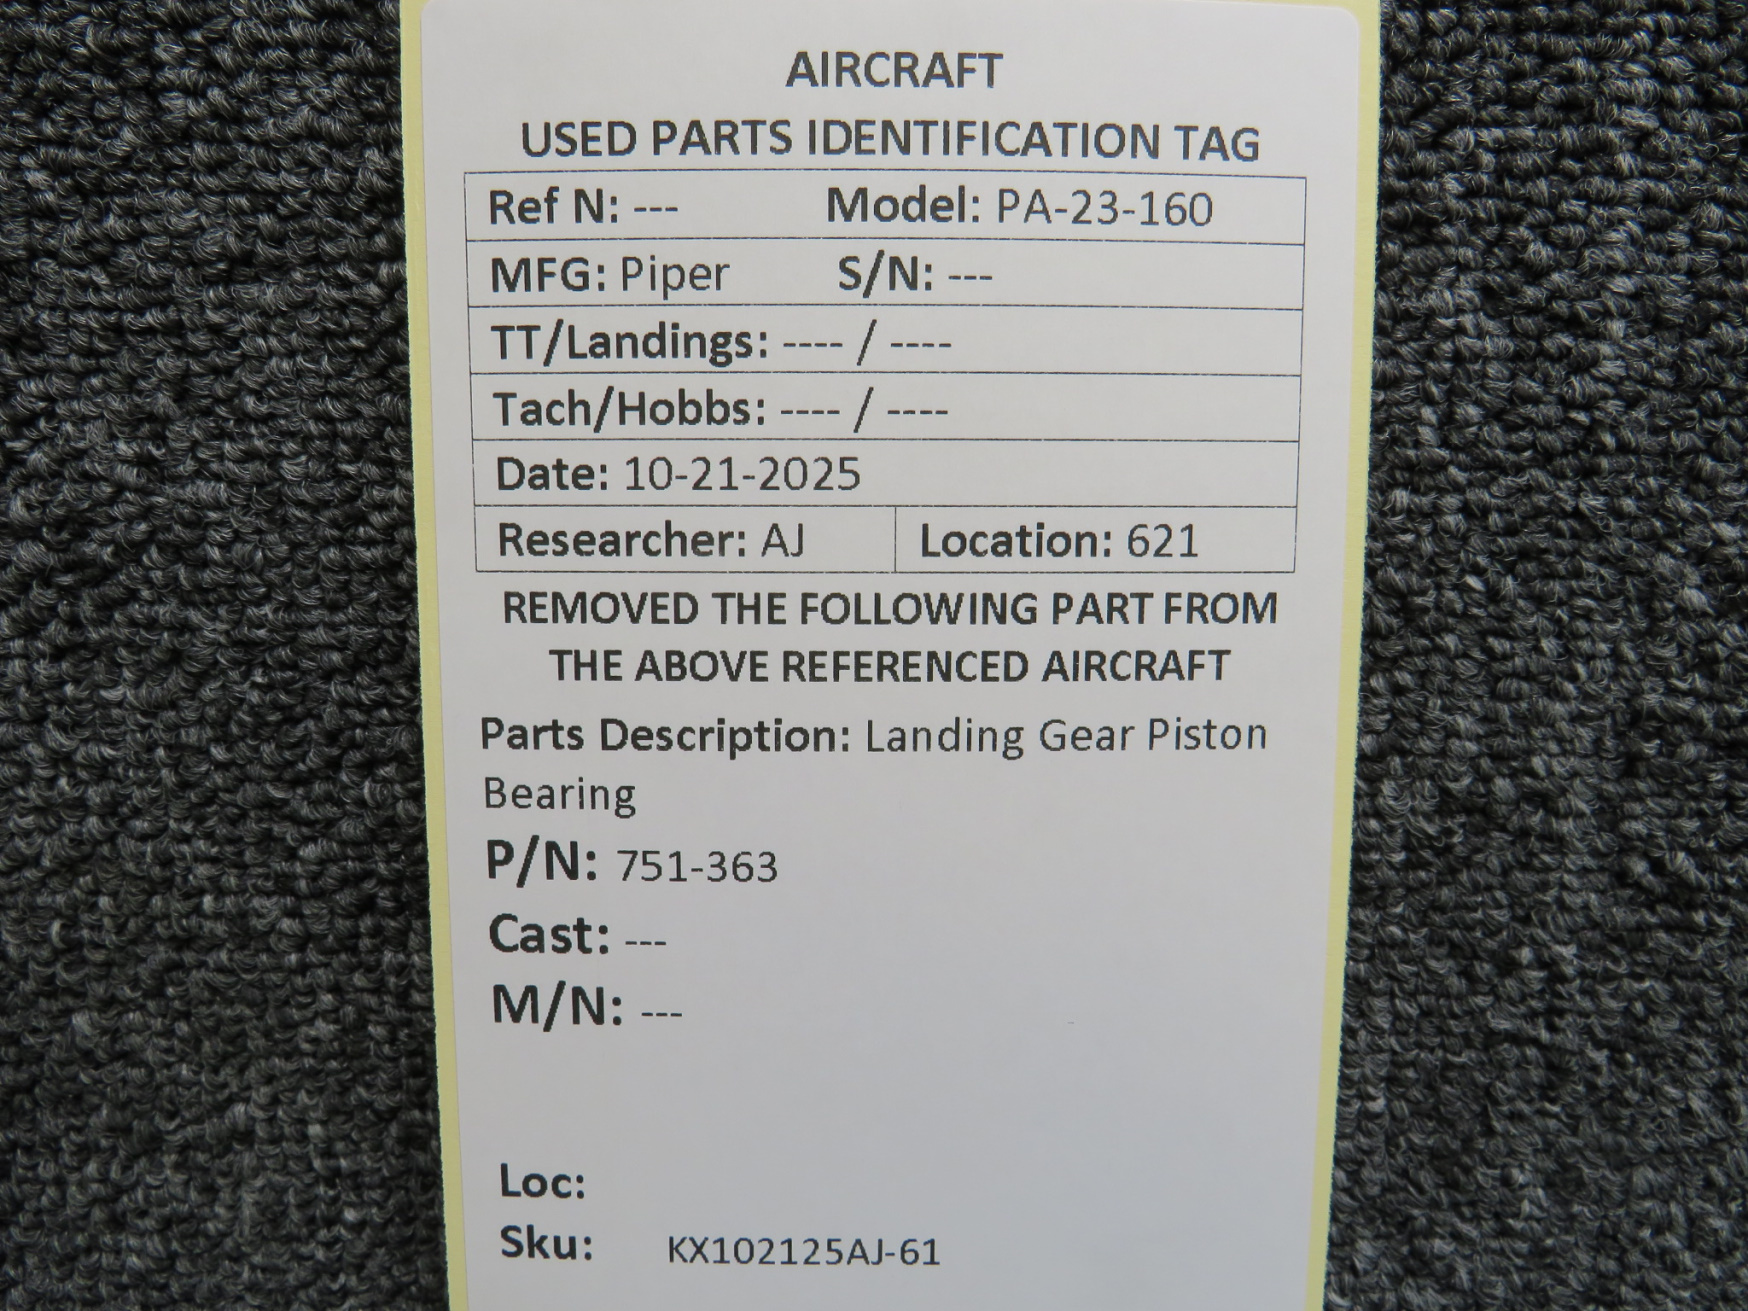 AIRCRAFT
USED PARTS IDENTIFICATION TAG
Ref N: --- Model: PA-23-160
MFG: Piper S/N: ---
TT/Landings: ---- / ----
Tach/Hobbs: ---- / ----
Date: 10-21-2025
Researcher: AJ Location: 621
REMOVED THE FOLLOWING PART FROM
THE ABOVE REFERENCED AIRCRAFT
Parts Description: Landing Gear Piston
Bearing
P/N: 751-363
Cast: ---
M/N: ---
Loc:
Sku: KX102125AJ-61